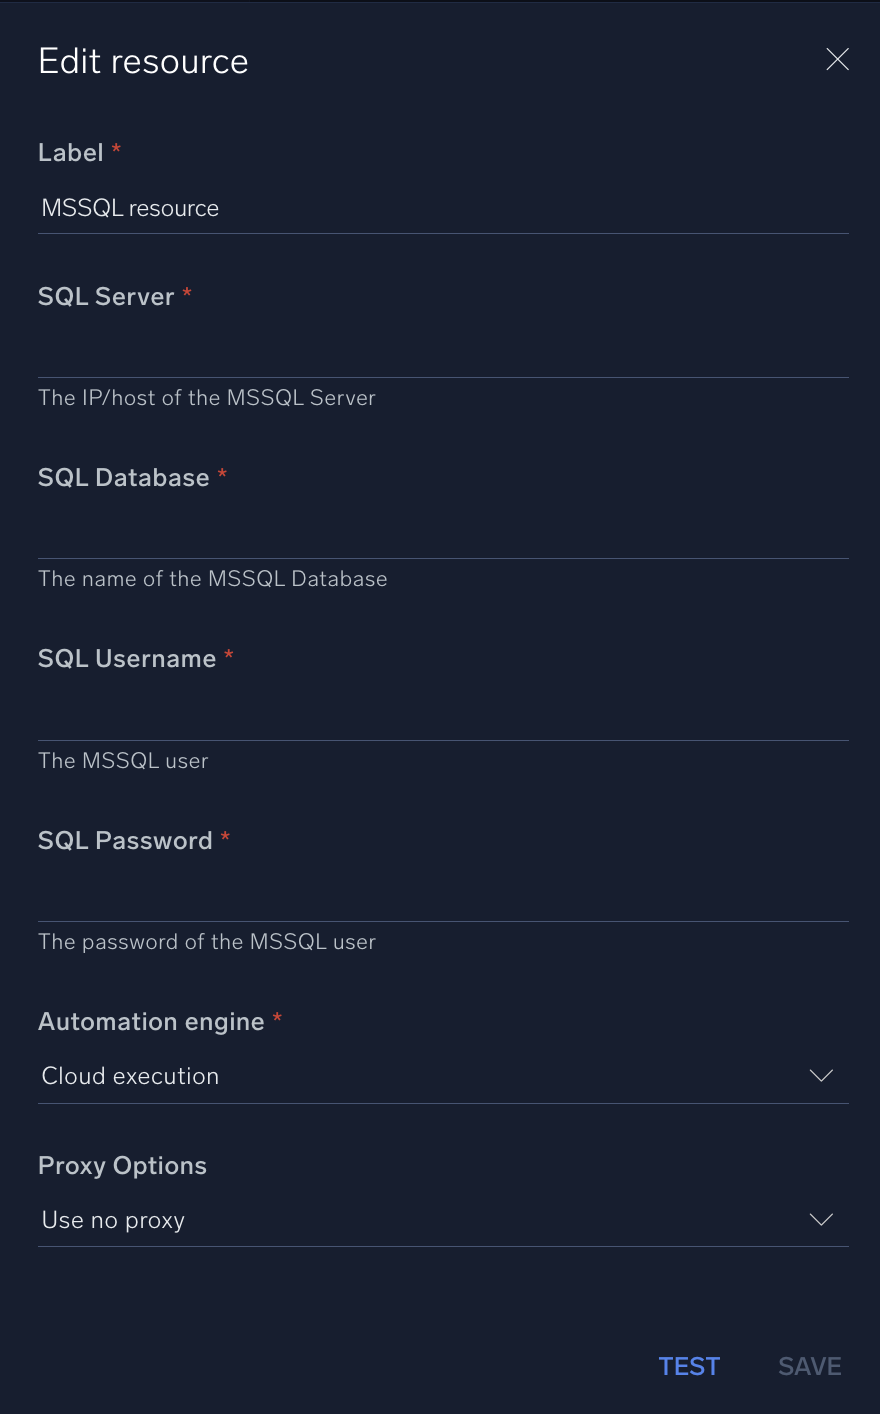 Edit resource
Label *
MSSQL resource
SQL Server *
The IP/host of the MSSQL Server
SQL Database *
The name of the MSSQL Database
SQL Username *
The MSSQL user
SQL Password *
The password of the MSSQL user
Automation engine *
Cloud execution
Proxy Options
Use no proxy
TEST SAVE